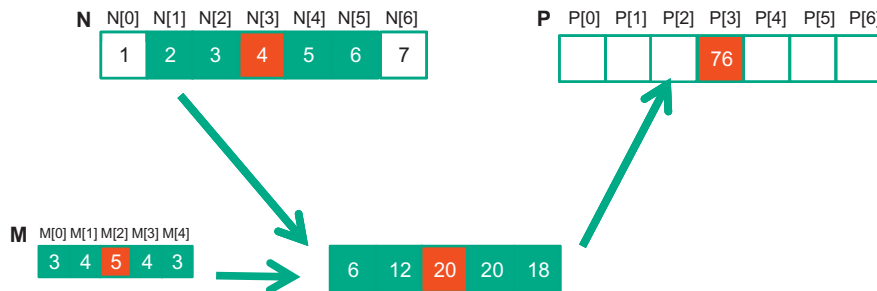 N N[0] N[1] N[2] N[3] N[4] N[5] N[6]
1 2 3 4 5 6 7
P P[0] P[1] P[2] P[3] P[4] P[5] P[6]
76
M M[0] M[1] M[2] M[3] M[4]
3 4 5 4 3
6 12 20 20 18